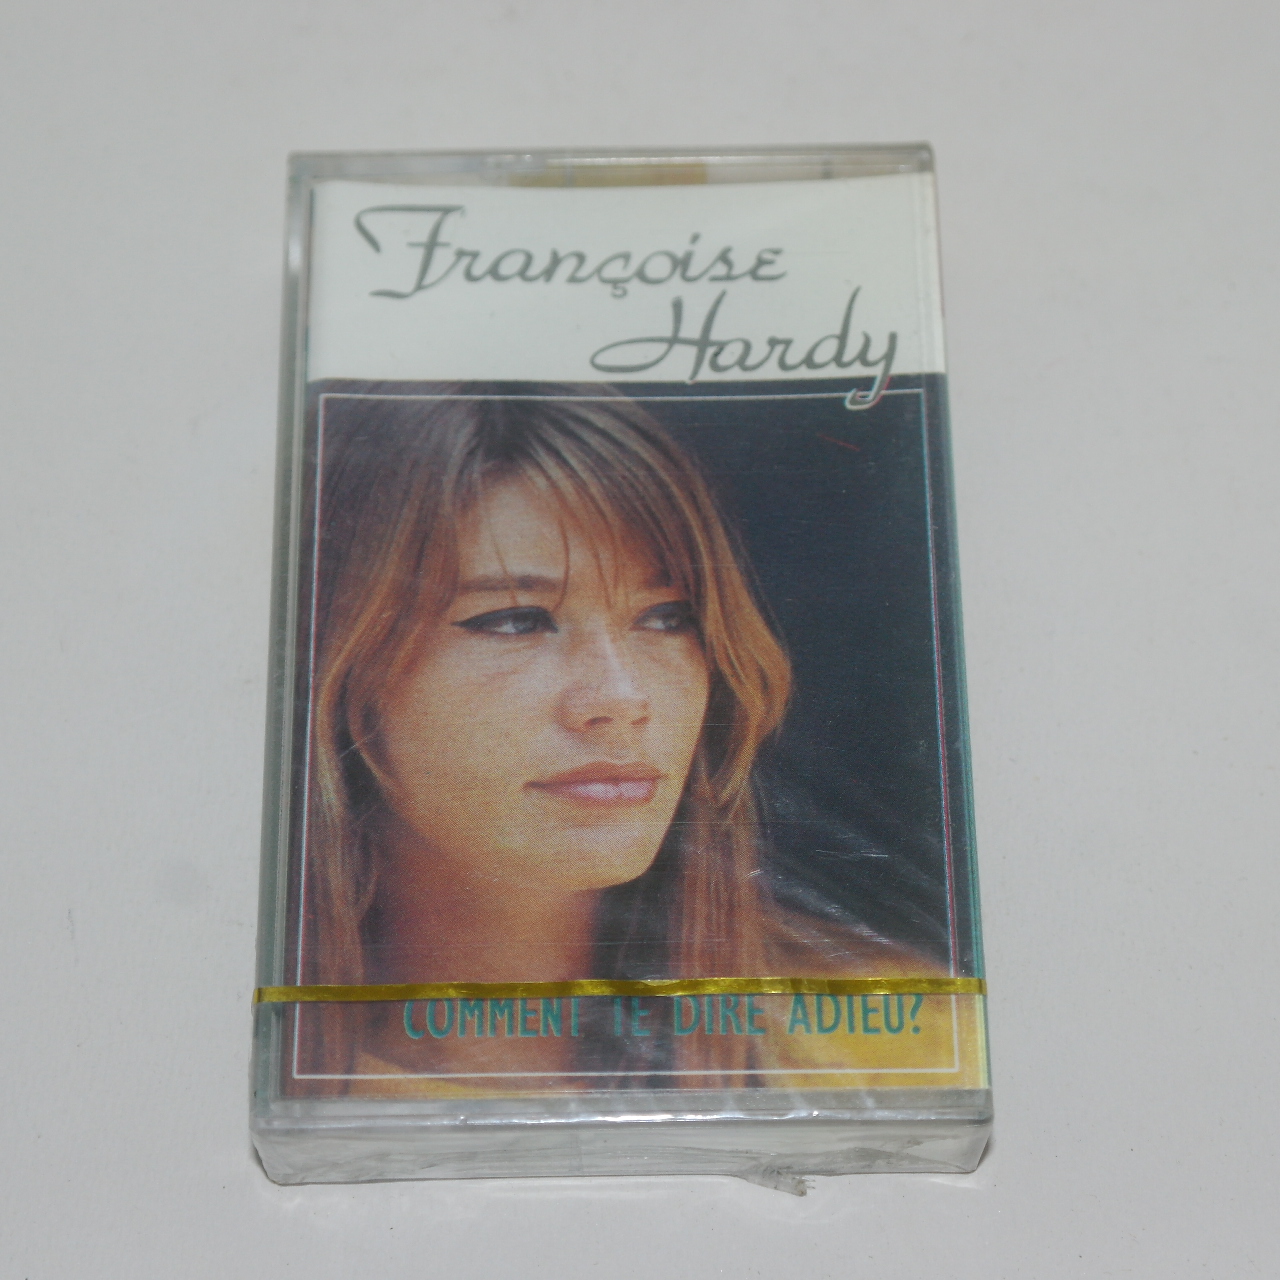 Françoise
Hardy
COMMENT TE DIRE ADIEU?